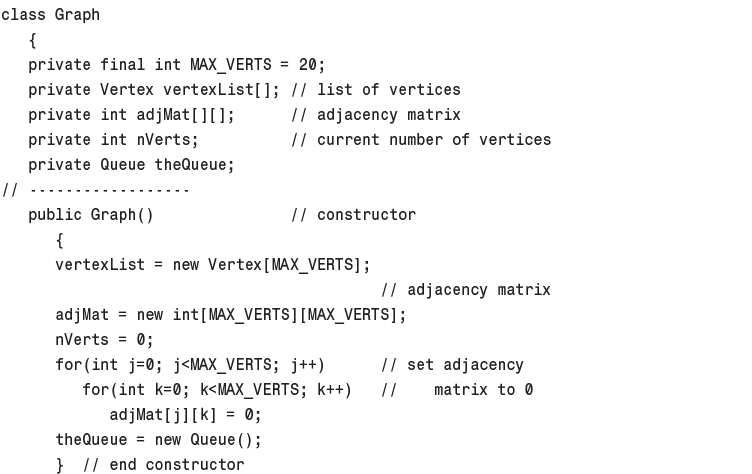 class Graph
   {
   private final int MAX_VERTS = 20;
   private Vertex vertexList[]; // list of vertices
   private int adjMat[][];      // adjacency matrix
   private int nVerts;          // current number of vertices
   private Queue theQueue;
// ------------------
   public Graph()               // constructor
      {
      vertexList = new Vertex[MAX_VERTS];
                                          // adjacency matrix
      adjMat = new int[MAX_VERTS][MAX_VERTS];
      nVerts = 0;
      for(int j=0; j<MAX_VERTS; j++)      // set adjacency
         for(int k=0; k<MAX_VERTS; k++)   //    matrix to 0
            adjMat[j][k] = 0;
      theQueue = new Queue();
      }  // end constructor